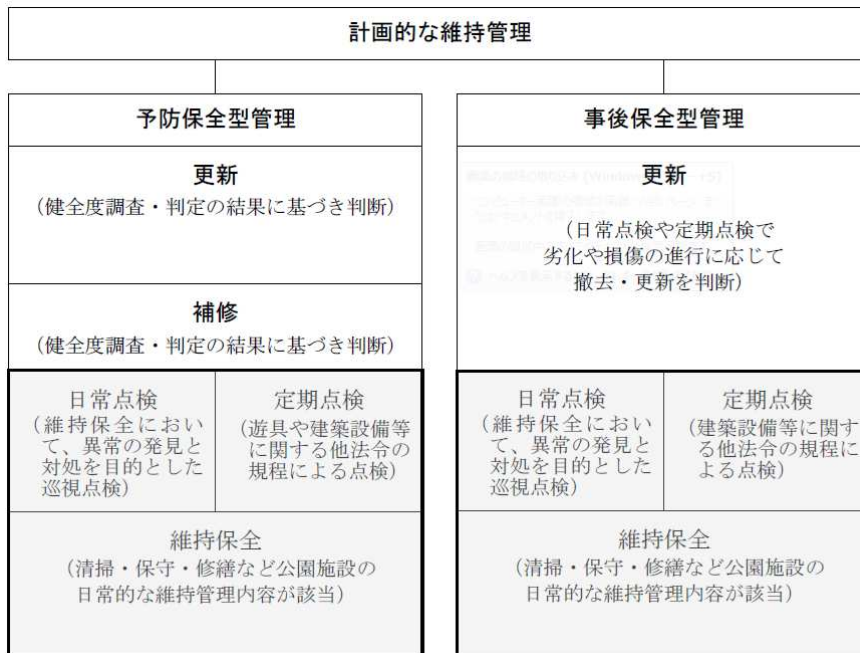 計画的な維持管理
予防保全型管理
更新
(健全度調査・判定の結果に基づき判断)
補修
(健全度調査・判定の結果に基づき判断)
日常点検
(維持保全におい
て、異常の発見と
対処を目的とした
巡視点検)
定期点検
(遊具や建築設備等
に関する他法令の
規程による点検)
維持保全
(清掃・保守・修繕など公園施設の
日常的な維持管理内容が該当)
事後保全型管理
更新
(日常点検や定期点検で
劣化や損傷の進行に応じて
撤去・更新を判断)
日常点検
(維持保全におい
て、異常の発見と
対処を目的とした
巡視点検)
定期点検
(建築設備等に関す
る他法令の規程に
よる点検)
維持保全
(清掃・保守・修繕など公園施設の
日常的な維持管理内容が該当)